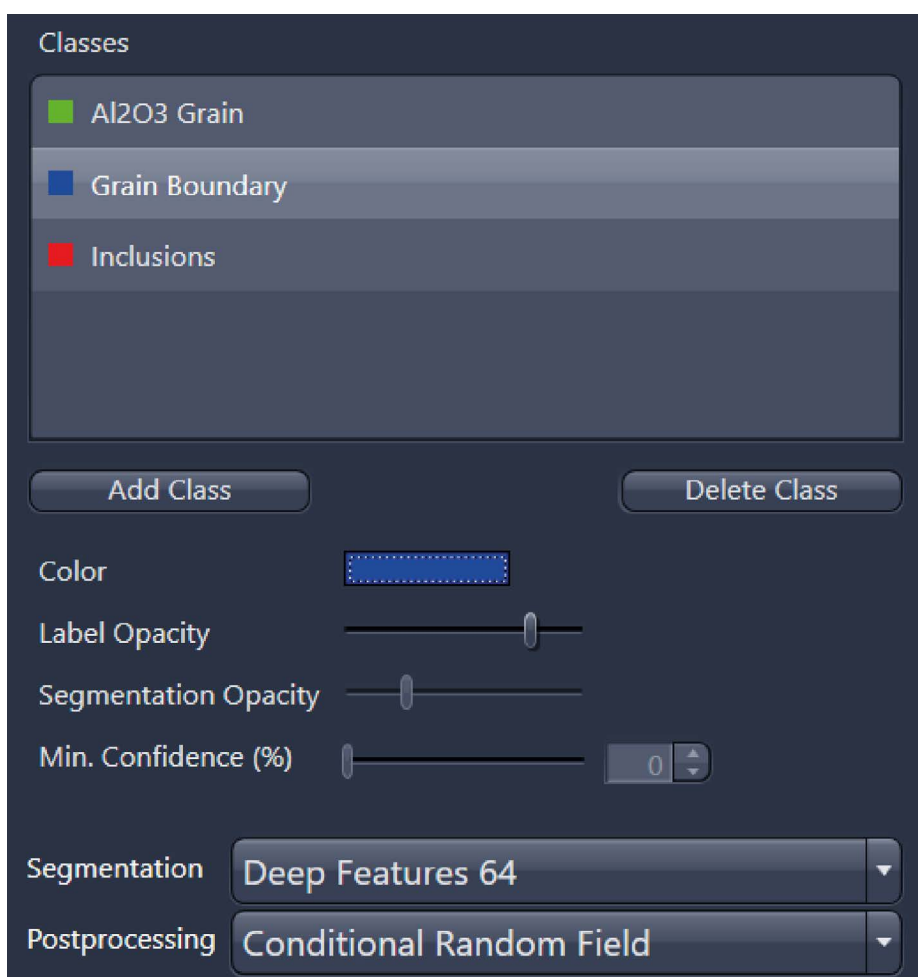 Classes
Al2O3 Grain
Grain Boundary
Inclusions
Add Class Delete Class
Color
Label Opacity
Segmentation Opacity
Min. Confidence (%) 0
Segmentation Deep Features 64
Postprocessing Conditional Random Field